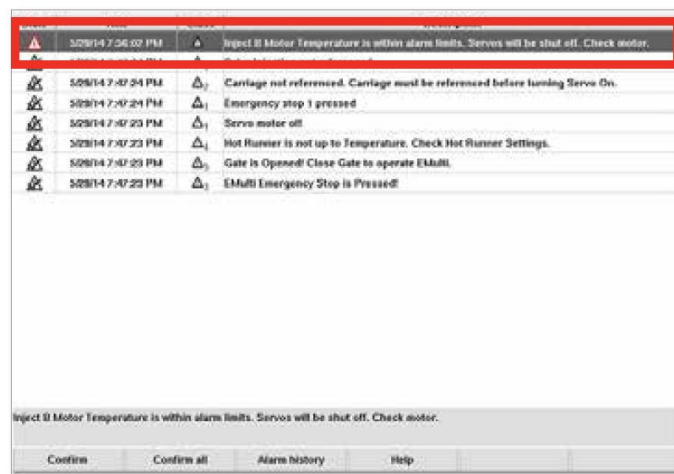 5/29/14 7:56:02 PM Inject B Motor Temperature is within alarm limits. Servos will be shut off. Check motor.
5/29/14 7:47:24 PM 2 Carriage not referenced. Carriage must be referenced before turning Servo On.
5/29/14 7:47:24 PM 1 Emergency stop 1 pressed
5/29/14 7:47:23 PM 1 Servo motor off
5/29/14 7:47:23 PM 4 Hot Runner is not up to Temperature. Check Hot Runner Settings.
5/29/14 7:47:23 PM Gate is Opened! Close Gate to operate EMulti.
5/29/14 7:47:23 PM 3 EMulti Emergency Stop is Pressed!
Inject B Motor Temperature is within alarm limits. Servos will be shut off. Check motor.
Confirm Confirm all Alarm history Help